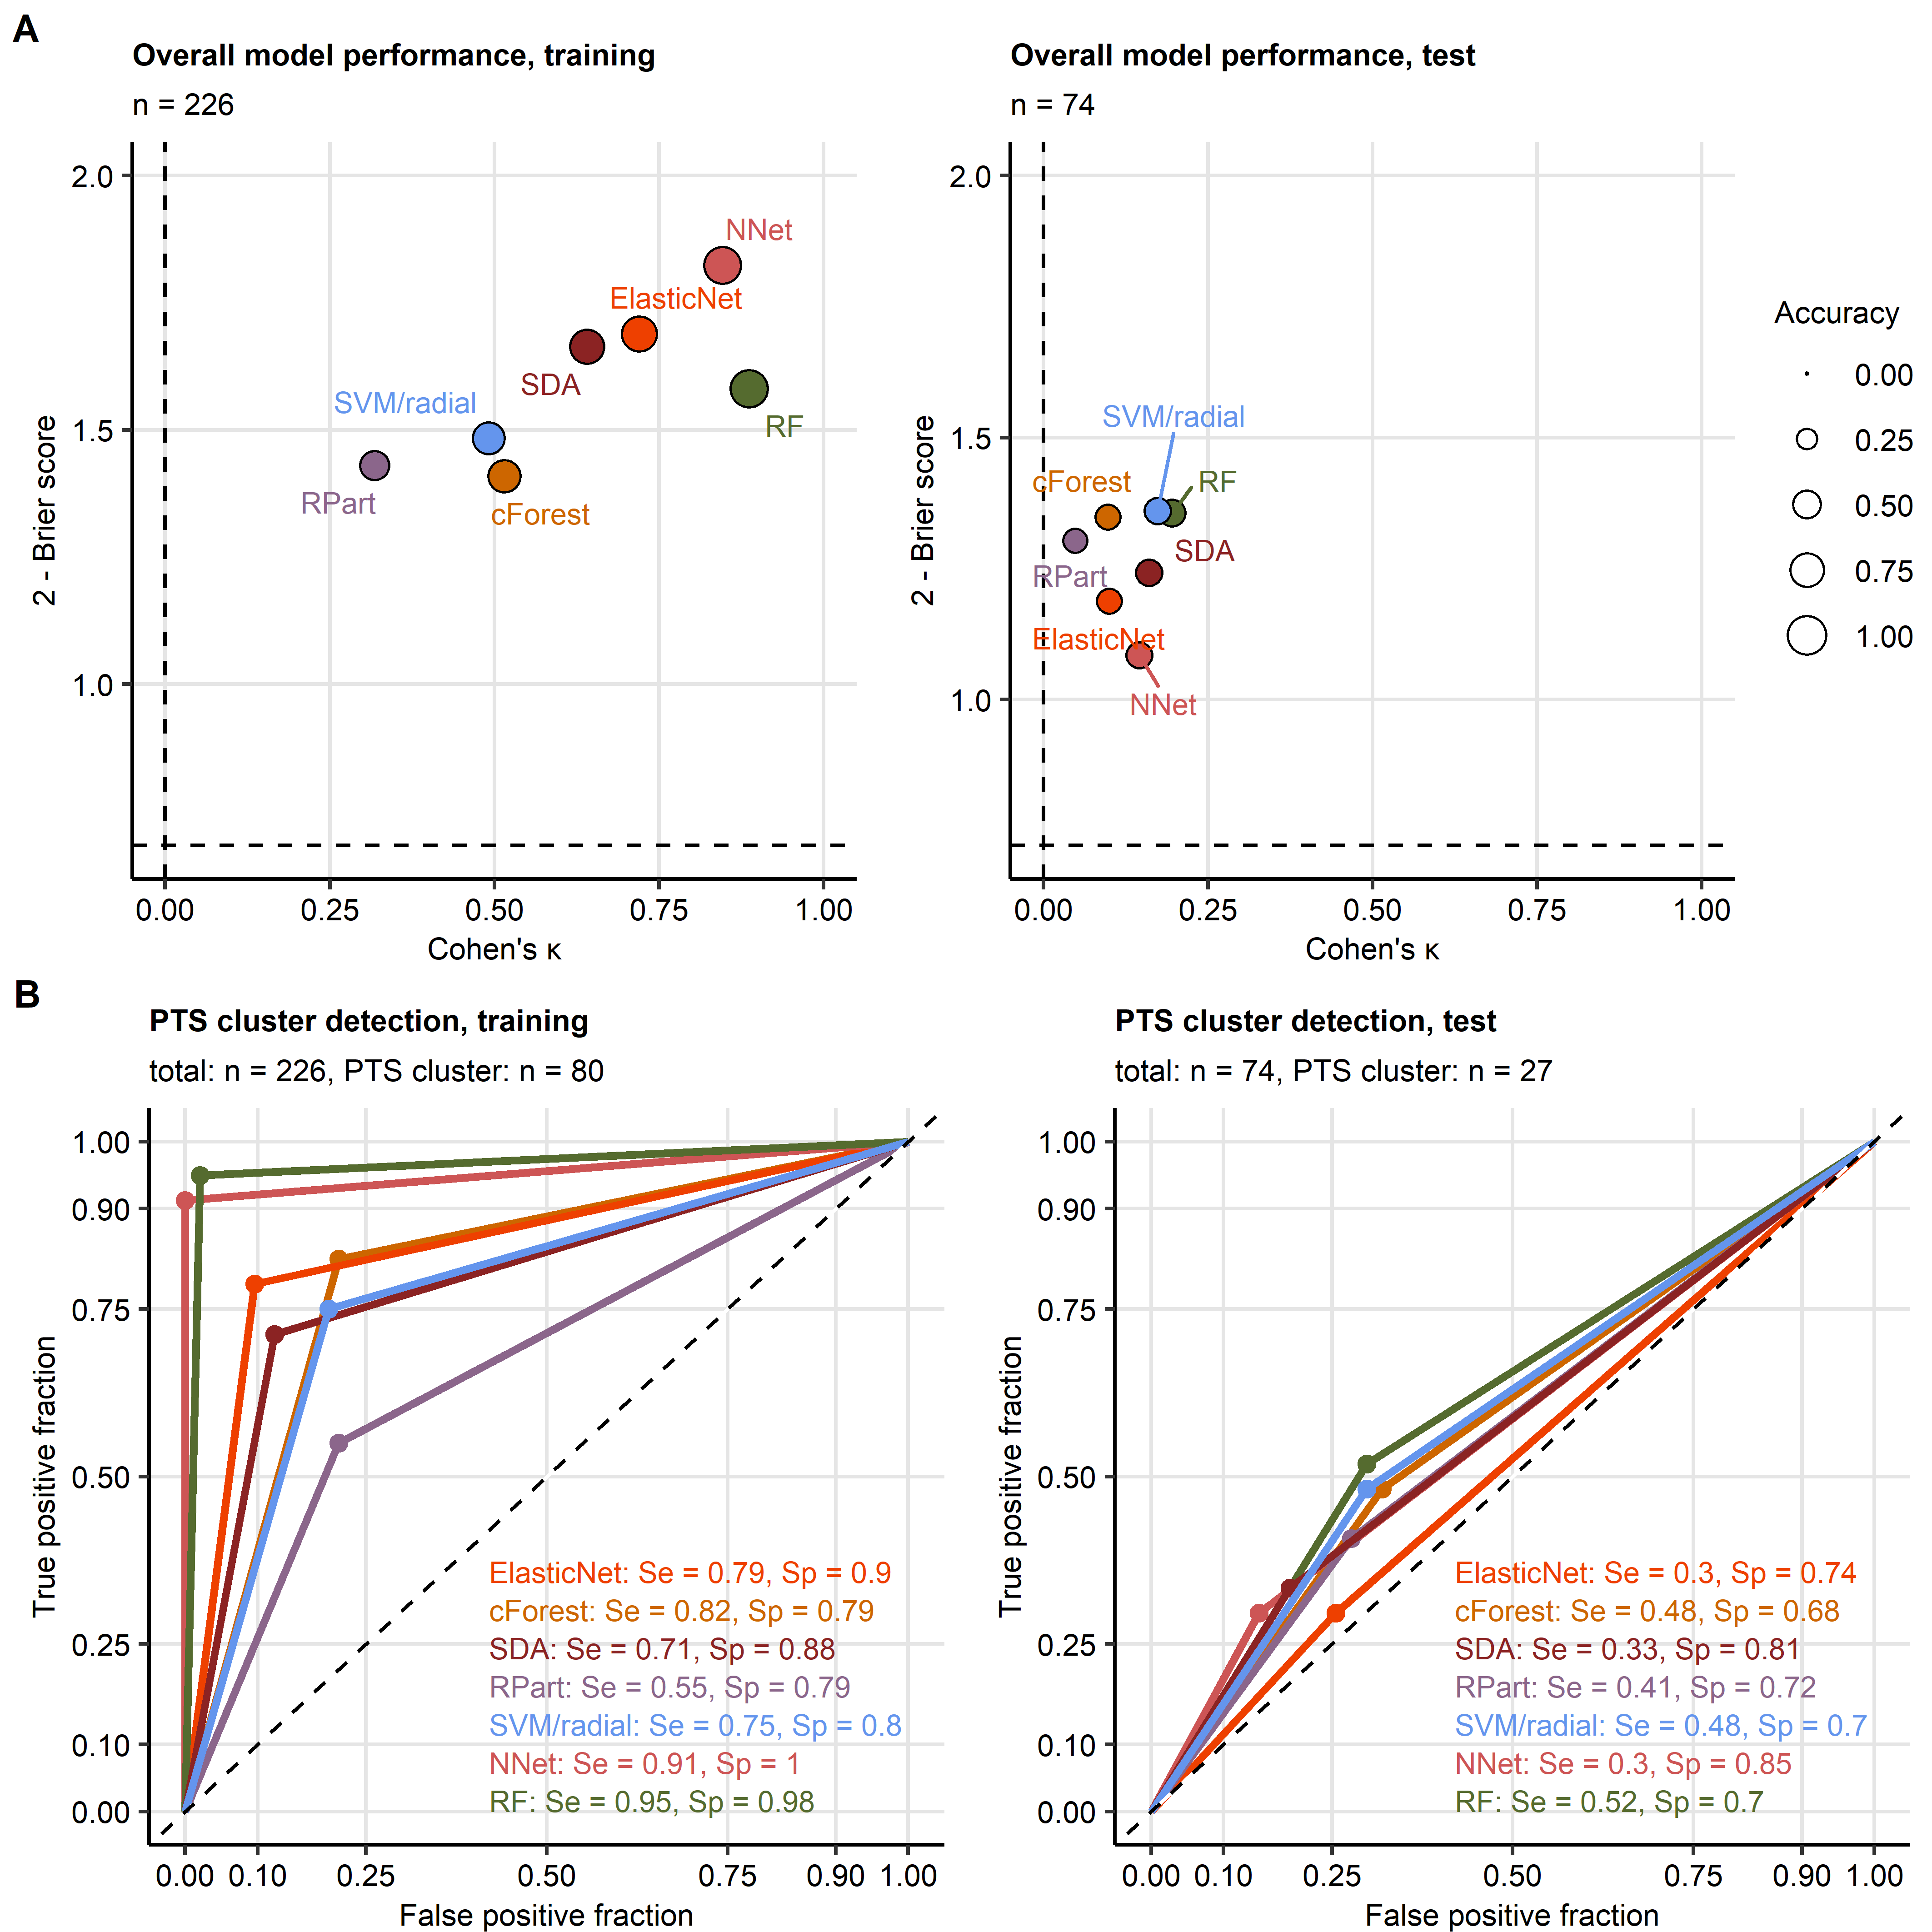 A
Overall model performance, training
n = 226
2.0
1.5
1.0
2 - Brier score
NNet
ElasticNet
SDA
RF
SVM/radial
RPart
cForest
0.00 0.25 0.50 0.75 1.00
Cohen's κ
Overall model performance, test
n = 74
2.0
1.5
1.0
2 - Brier score
SVM/radial
cForest
RF
SDA
RPart
ElasticNet
NNet
0.00 0.25 0.50 0.75 1.00
Cohen's κ
Accuracy
0.00
0.25
0.50
0.75
1.00
B
PTS cluster detection, training
total: n = 226, PTS cluster: n = 80
1.00
0.90
0.75
0.50
0.25
0.10
0.00
True positive fraction
ElasticNet: Se = 0.79, Sp = 0.9
cForest: Se = 0.82, Sp = 0.79
SDA: Se = 0.71, Sp = 0.88
RPart: Se = 0.55, Sp = 0.79
SVM/radial: Se = 0.75, Sp = 0.8
NNet: Se = 0.91, Sp = 1
RF: Se = 0.95, Sp = 0.98
0.00 0.10 0.25 0.50 0.75 0.90 1.00
False positive fraction
PTS cluster detection, test
total: n = 74, PTS cluster: n = 27
1.00
0.90
0.75
0.50
0.25
0.10
0.00
True positive fraction
ElasticNet: Se = 0.3, Sp = 0.74
cForest: Se = 0.48, Sp = 0.68
SDA: Se = 0.33, Sp = 0.81
RPart: Se = 0.41, Sp = 0.72
SVM/radial: Se = 0.48, Sp = 0.7
NNet: Se = 0.3, Sp = 0.85
RF: Se = 0.52, Sp = 0.7
0.00 0.10 0.25 0.50 0.75 0.90 1.00
False positive fraction